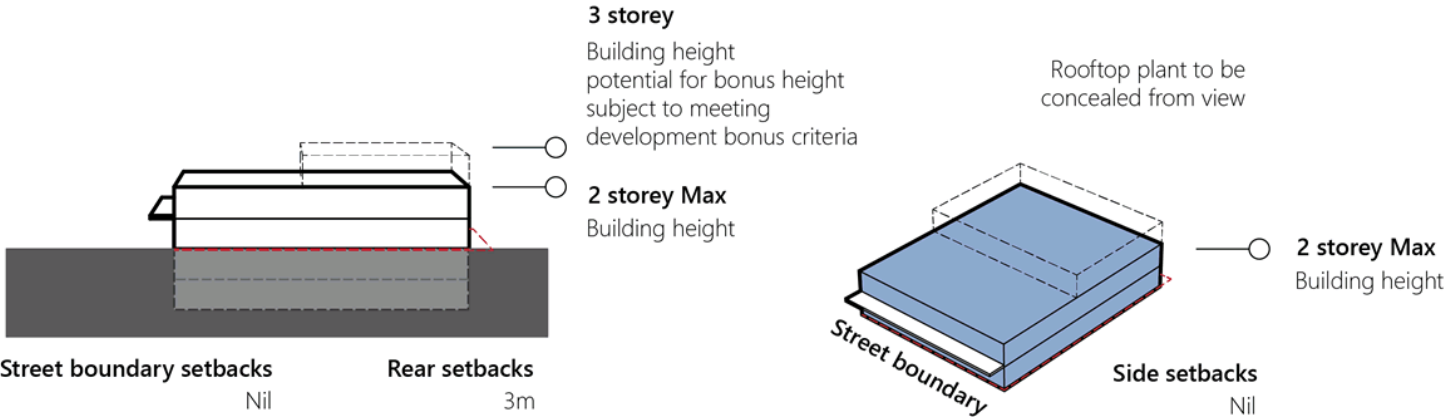 3 storey
Building height
potential for bonus height
subject to meeting
development bonus criteria
2 storey Max
Building height
Street boundary setbacks
Nil
Rear setbacks
3m
Rooftop plant to be
concealed from view
2 storey Max
Building height
Street boundary
Side setbacks
Nil